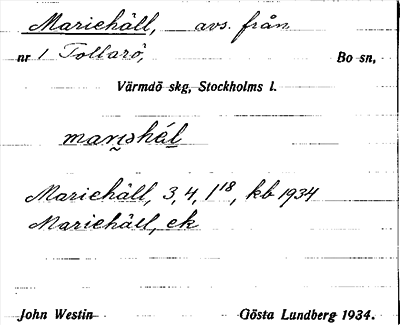 Mariehäll, avs. från
nr 1 Tollarö, Bo sn,
Värmdö skg, Stockholms l.
Mariehäll, 3, 4, 1¹⁸, kb 1934
Mariehäll, ek
John Westin Gösta Lundberg 1934.